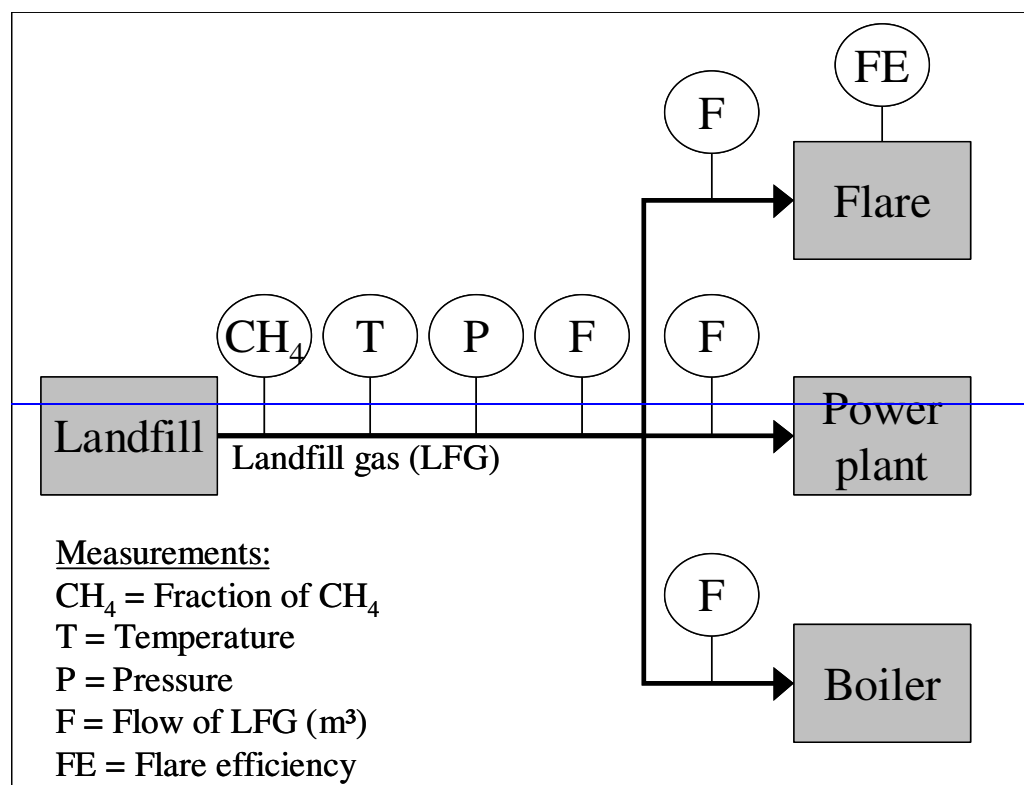 FE
F
Flare
CH₄
T
P
F
F
Landfill
Landfill gas (LFG)
Power
plant
Measurements:
CH₄ = Fraction of CH₄
T = Temperature
P = Pressure
F = Flow of LFG (m³)
FE = Flare efficiency
F
Boiler